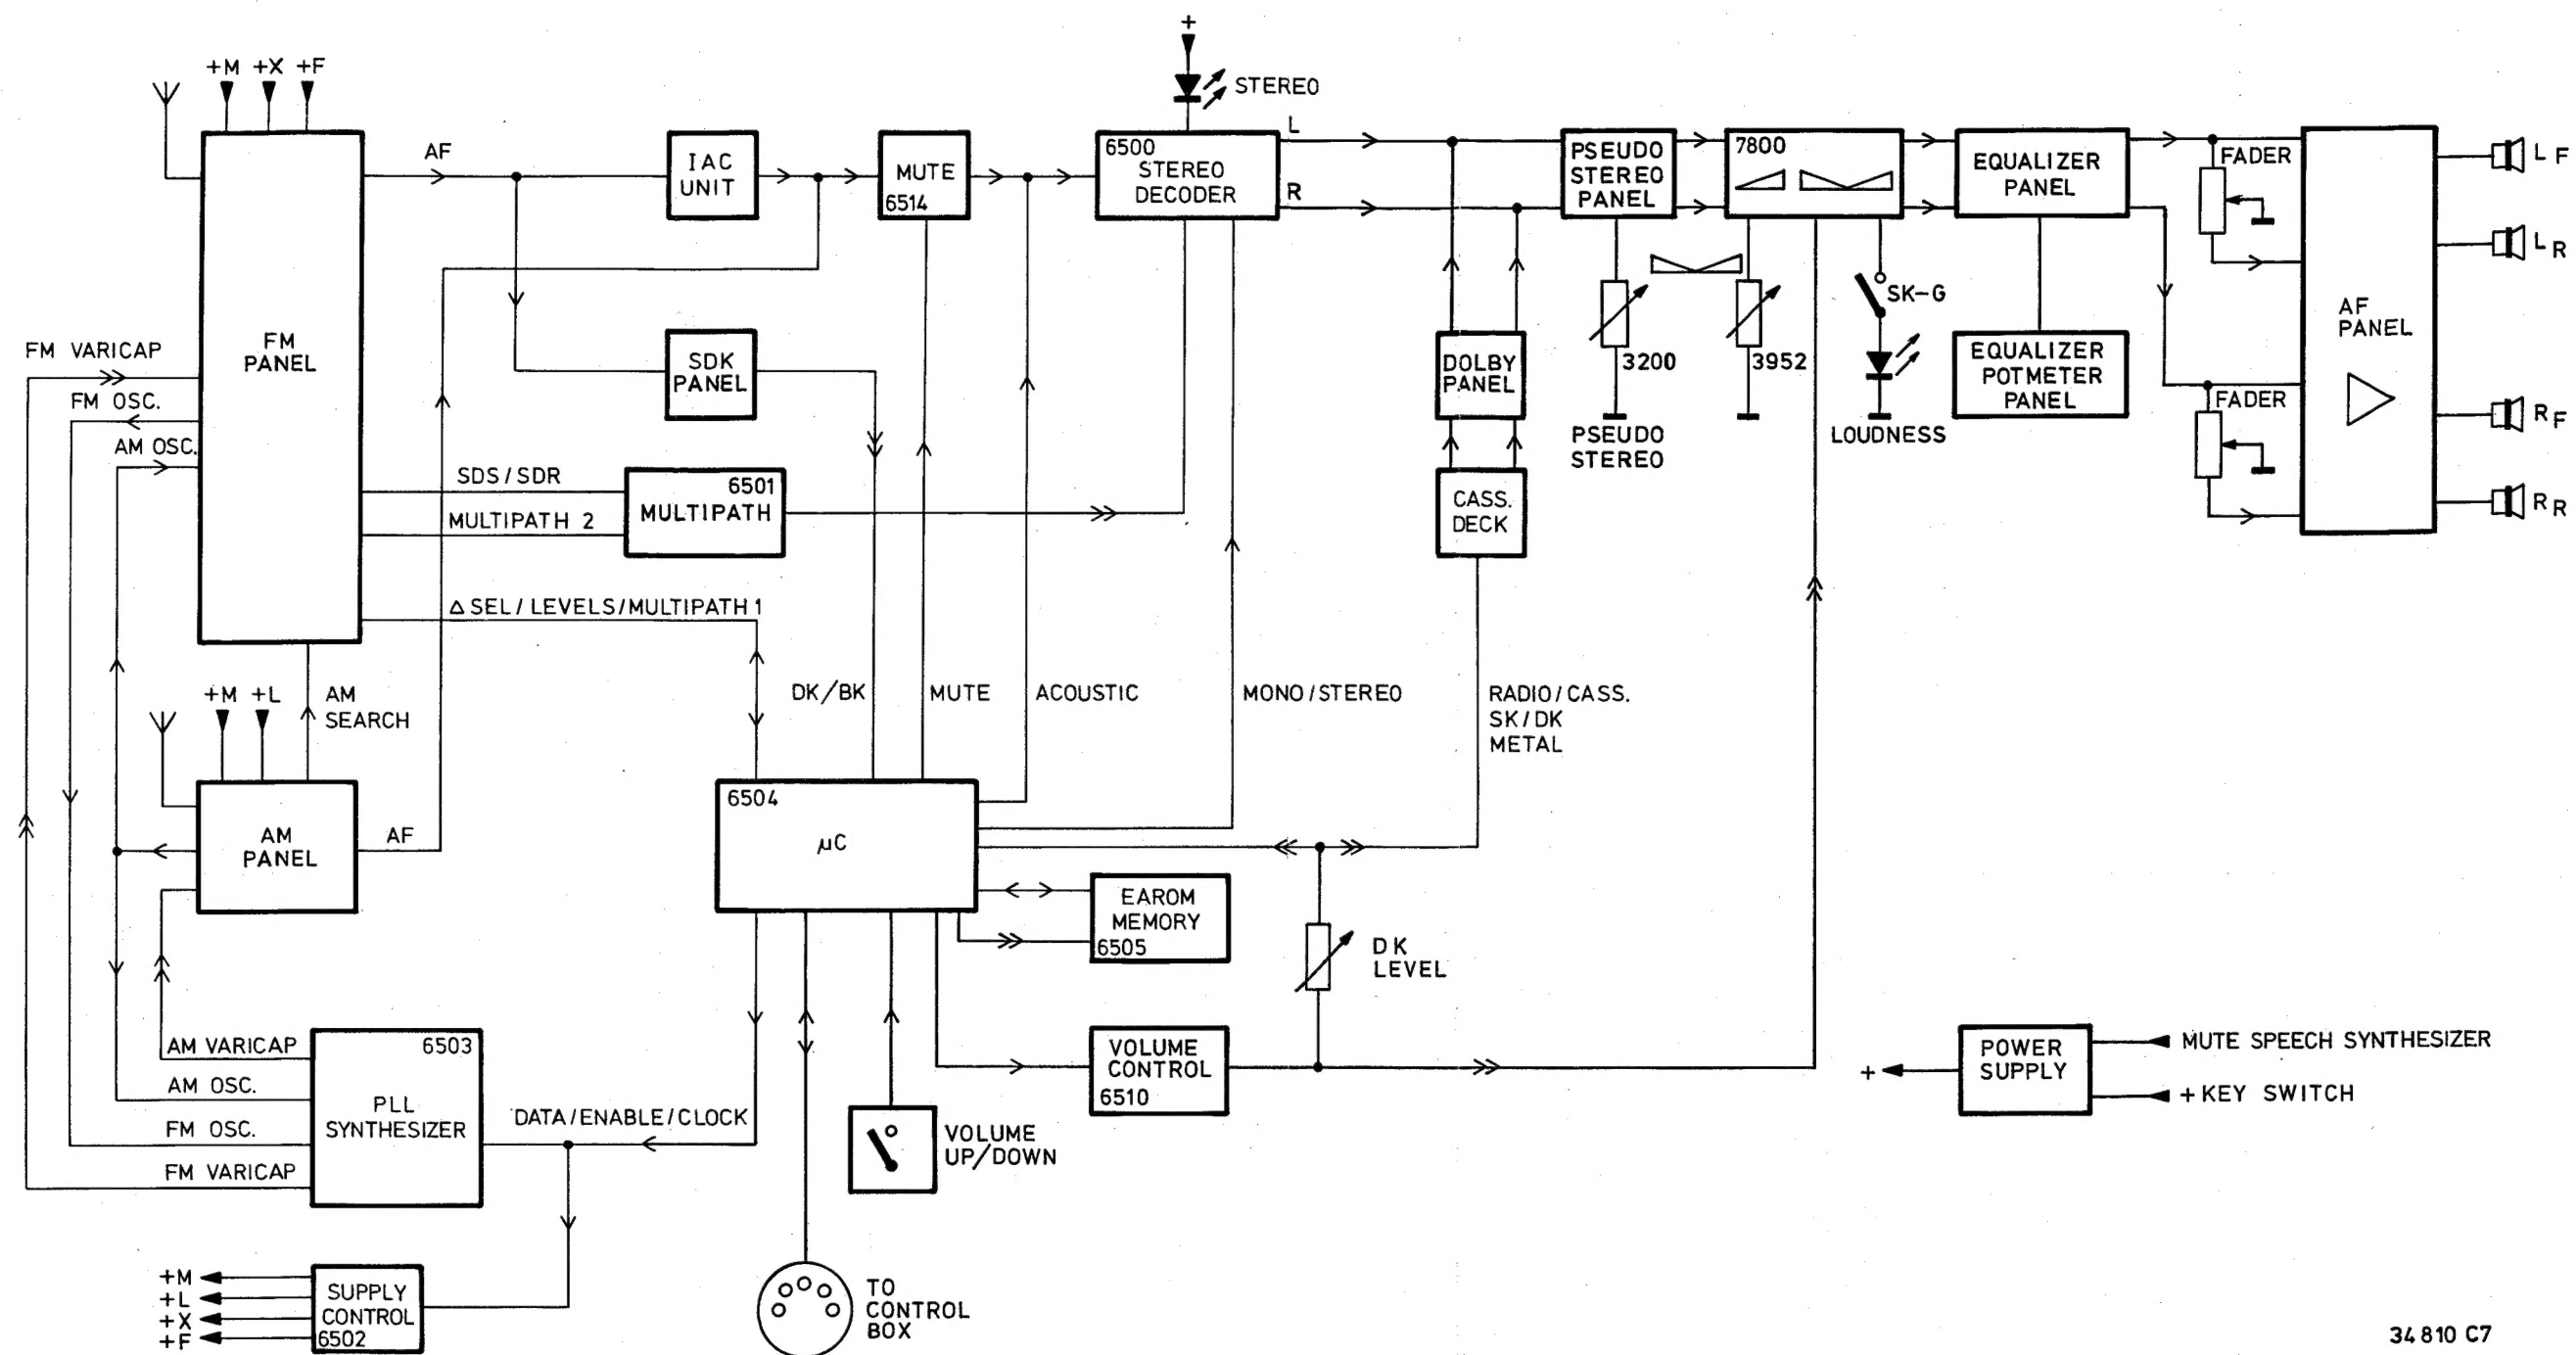 +
STEREO
+M +X +F
AF
IAC
UNIT
MUTE
6514
6500
STEREO
DECODER
L
R
PSEUDO
STEREO
PANEL
7800
EQUALIZER
PANEL
FADER
L F
L R
FM
PANEL
FM VARICAP
FM OSC.
AM OSC.
SDK
PANEL
DOLBY
PANEL
3200
PSEUDO
STEREO
3952
SK-G
LOUDNESS
EQUALIZER
POTMETER
PANEL
FADER
AF
PANEL
R F
R R
SDS / SDR
MULTIPATH 2
6501
MULTIPATH
CASS.
DECK
Δ SEL / LEVELS / MULTIPATH 1
+M +L
AM
SEARCH
DK/BK
MUTE
ACOUSTIC
MONO / STEREO
RADIO / CASS.
SK / DK
METAL
AM
PANEL
AF
6504
µC
EAROM
MEMORY
6505
DK
LEVEL
AM VARICAP
AM OSC.
FM OSC.
FM VARICAP
6503
PLL
SYNTHESIZER
DATA / ENABLE / CLOCK
VOLUME
UP/DOWN
VOLUME
CONTROL
6510
+
POWER
SUPPLY
MUTE SPEECH SYNTHESIZER
+ KEY SWITCH
+M
+L
+X
+F
SUPPLY
CONTROL
6502
TO
CONTROL
BOX
34 810 C7